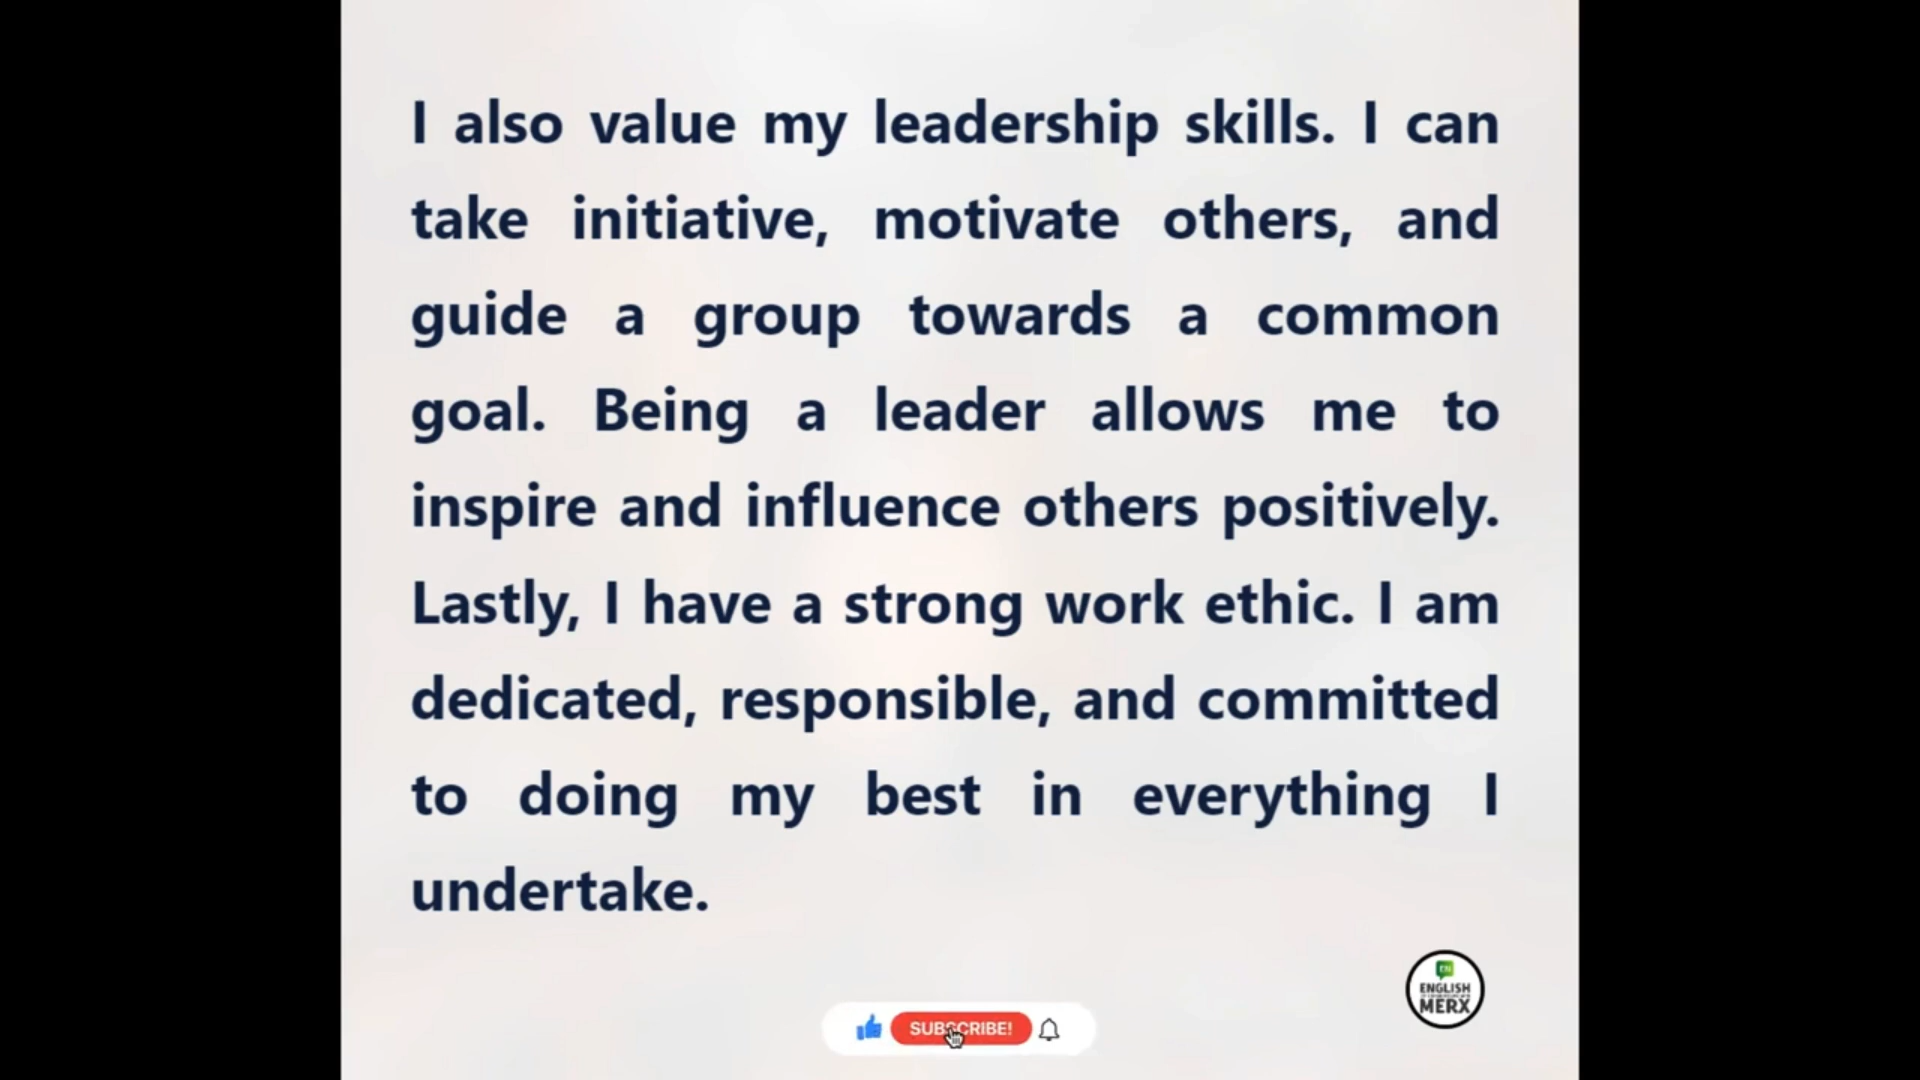 I also value my leadership skills. I can
take initiative, motivate others, and
guide a group towards a common
goal. Being a leader allows me to
inspire and influence others positively.
Lastly, I have a strong work ethic. I am
dedicated, responsible, and committed
to doing my best in everything I
undertake.
EN
ENGLISH
MERX
SUBSCRIBE!